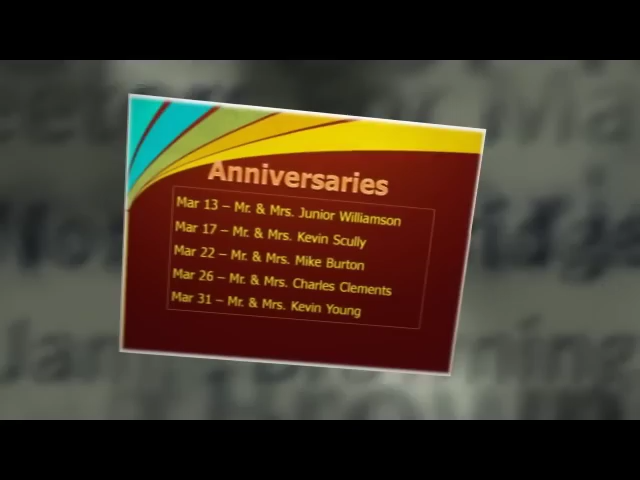 Anniversaries
Mar 13 – Mr. & Mrs. Junior Williamson
Mar 17 – Mr. & Mrs. Kevin Scully
Mar 22 – Mr. & Mrs. Mike Burton
Mar 26 – Mr. & Mrs. Charles Clements
Mar 31 – Mr. & Mrs. Kevin Young